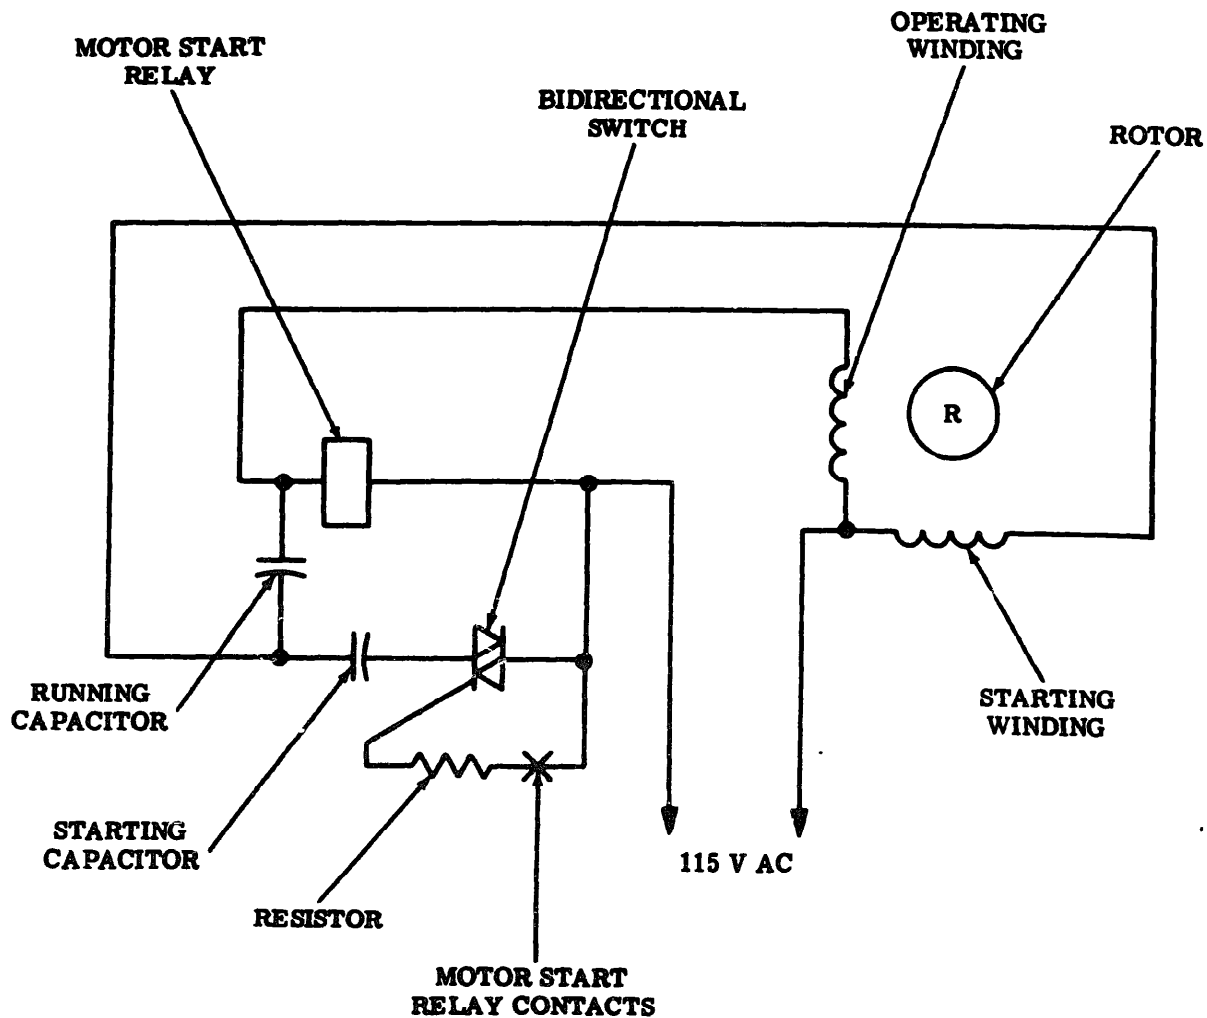 OPERATING
WINDING
MOTOR START
RELAY
BIDIRECTIONAL
SWITCH
ROTOR
R
RUNNING
CAPACITOR
STARTING
WINDING
STARTING
CAPACITOR
115 V AC
RESISTOR
MOTOR START
RELAY CONTACTS